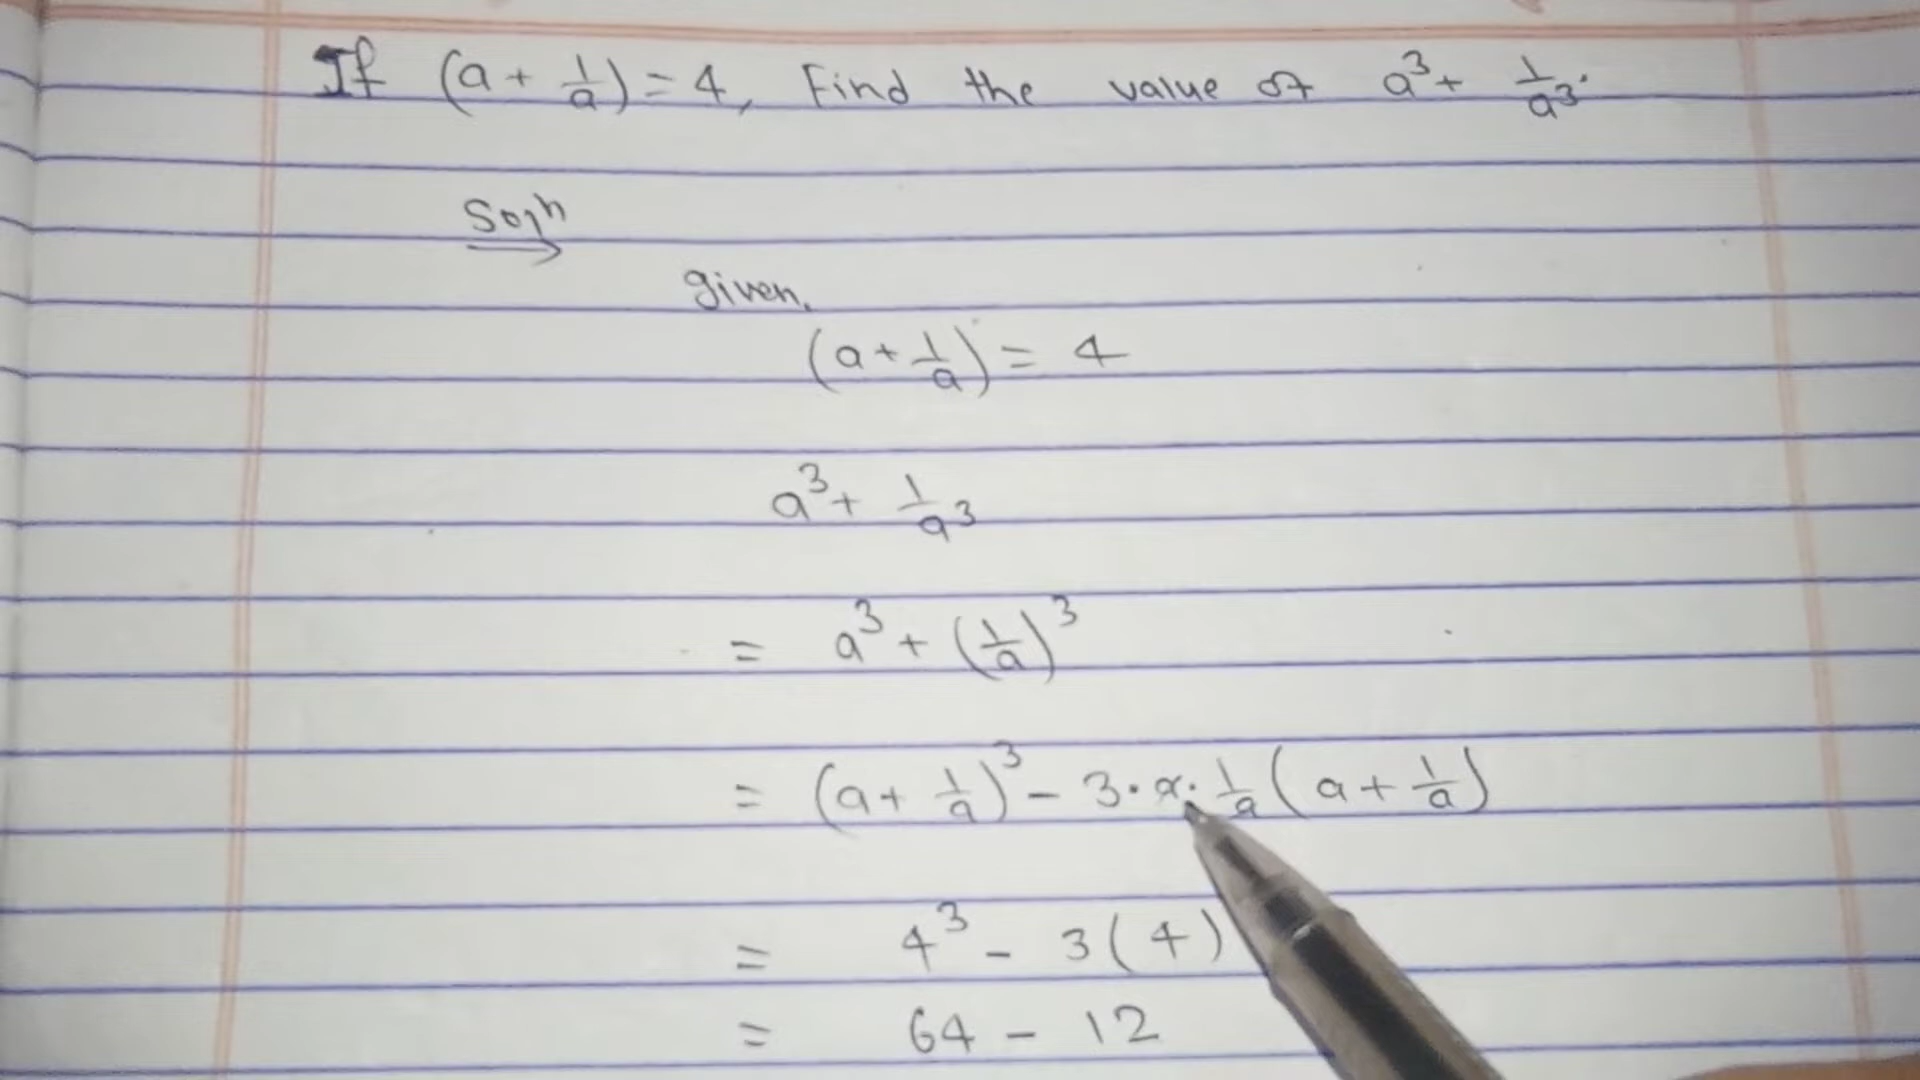 If (a + 1/a) = 4, Find the value of a³ + 1/a³.
Solⁿ
given,
(a + 1/a) = 4
a³ + 1/a³
= a³ + (1/a)³
= (a + 1/a)³ - 3·a·1/a (a + 1/a)
= 4³ - 3(4)
= 64 - 12